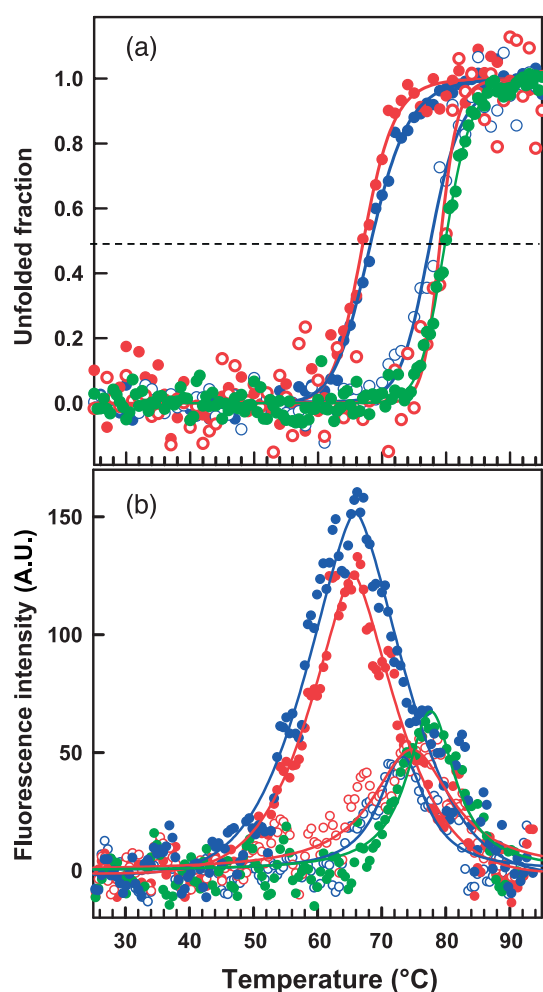 (a)
1.0
0.8
0.6
0.4
0.2
0.0
Unfolded fraction
(b)
150
100
50
0
Fluorescence intensity (A.U.)
30 40 50 60 70 80 90
Temperature (°C)